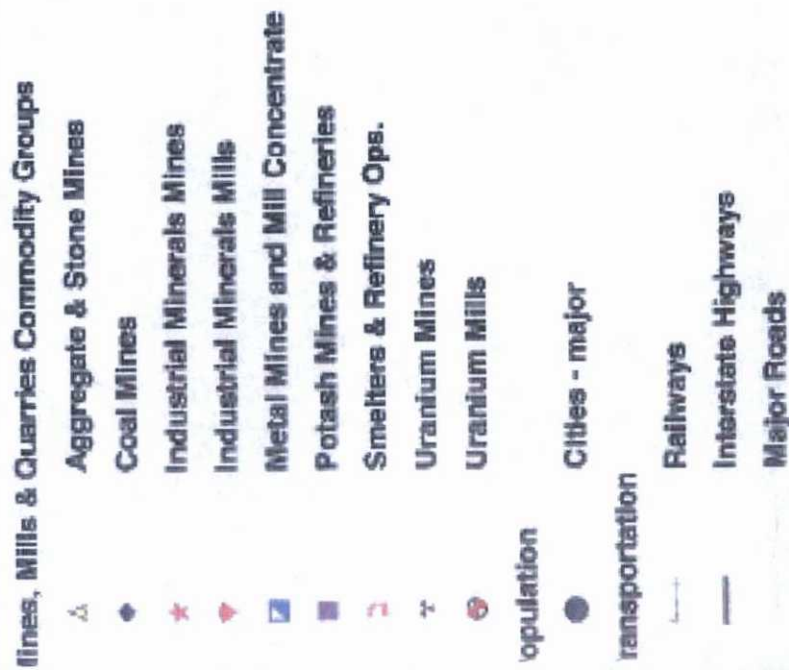 lines, Mills & Quarries Commodity Groups
Aggregate & Stone Mines
Coal Mines
Industrial Minerals Mines
Industrial Minerals Mills
Metal Mines and Mill Concentrate
Potash Mines & Refineries
Smelters & Refinery Ops.
Uranium Mines
Uranium Mills
opulation
Cities - major
ransportation
Railways
Interstate Highways
Major Roads